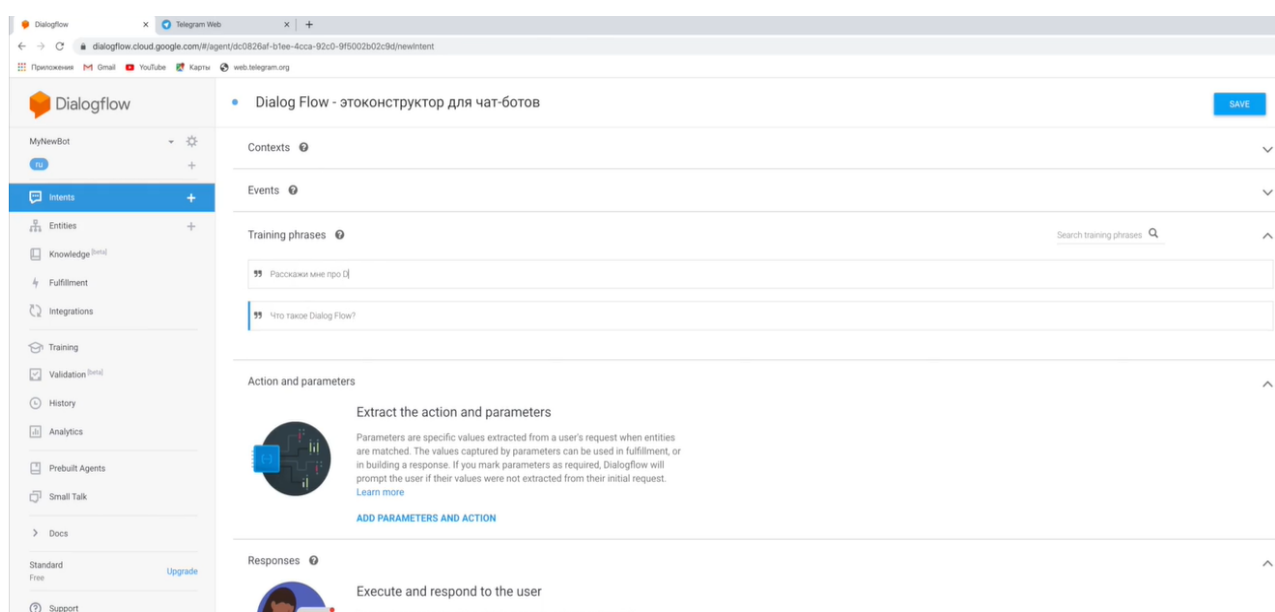 Dialogflow
Telegram Web
dialogflow.cloud.google.com/#/agent/dc0826af-b1ee-4cca-92c0-9f5002b02c9d/newIntent
Приложения Gmail YouTube Карты web.telegram.org
Dialogflow
Dialog Flow - этоконструктор для чат-ботов
SAVE
MyNewBot
ru
Intents
Entities
Knowledge [beta]
Fulfillment
Integrations
Training
Validation [beta]
History
Analytics
Prebuilt Agents
Small Talk
Docs
Standard
Free
Upgrade
Support
Contexts
Events
Training phrases
Search training phrases
Расскажи мне про D
Что такое Dialog Flow?
Action and parameters
Extract the action and parameters
Parameters are specific values extracted from a user's request when entities
are matched. The values captured by parameters can be used in fulfillment, or
in building a response. If you mark parameters as required, Dialogflow will
prompt the user if their values were not extracted from their initial request.
Learn more
ADD PARAMETERS AND ACTION
Responses
Execute and respond to the user